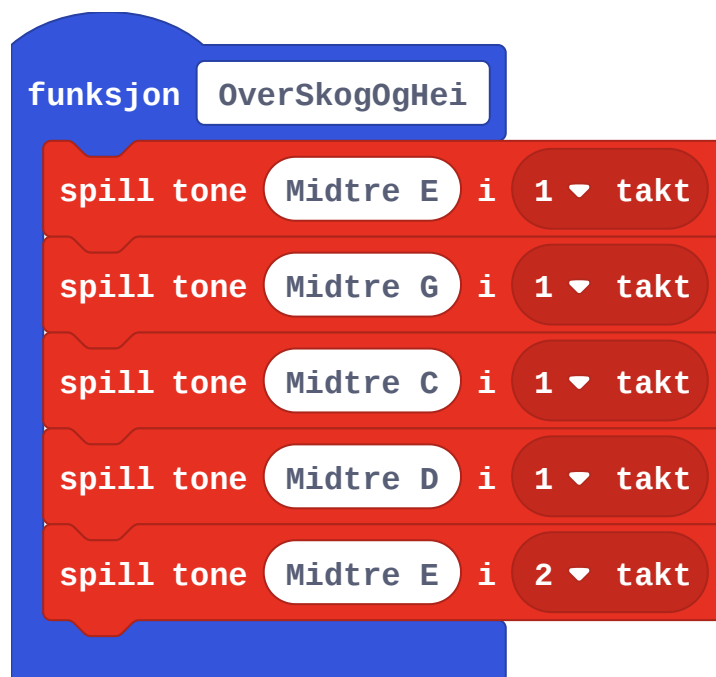 funksjon OverSkogOgHei
spill tone Midtre E i 1 takt
spill tone Midtre G i 1 takt
spill tone Midtre C i 1 takt
spill tone Midtre D i 1 takt
spill tone Midtre E i 2 takt